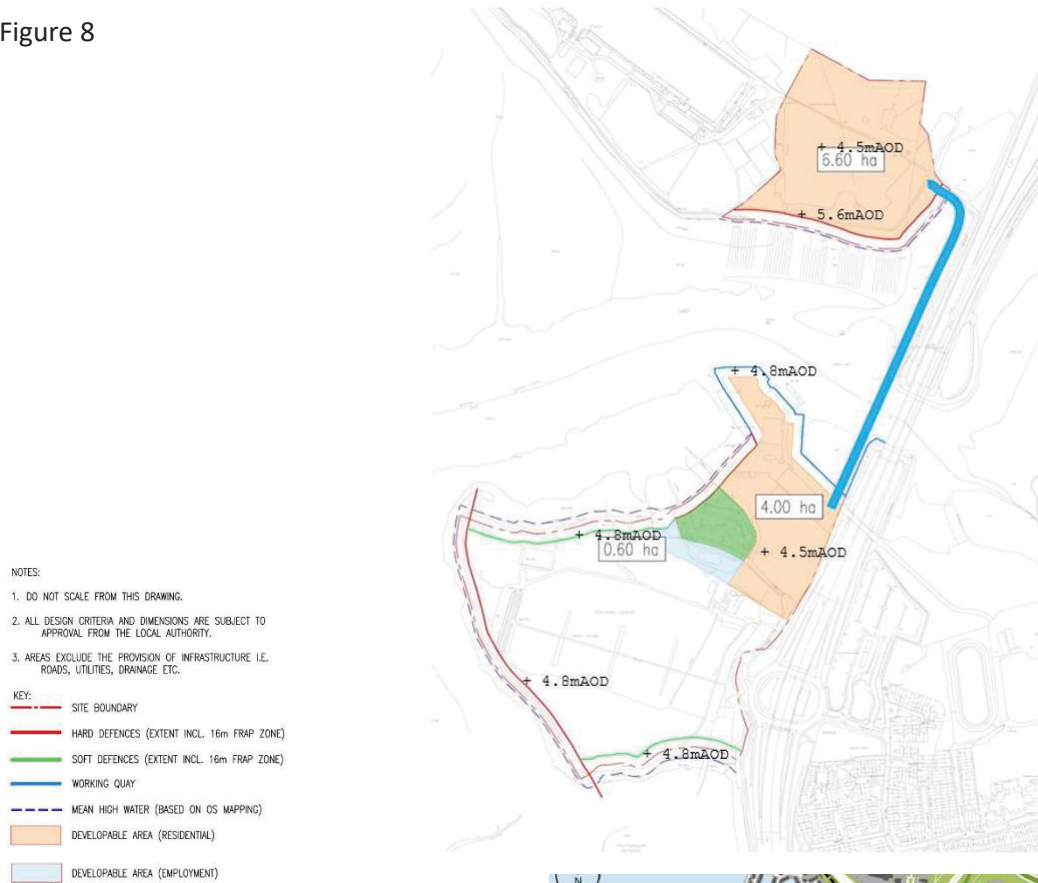 Figure 8
+ 4.5mAOD
6.60 ha
+ 5.6mAOD
+ 4.8mAOD
4.00 ha
+ 4.8mAOD
0.60 ha
+ 4.5mAOD
+ 4.8mAOD
+ 4.8mAOD
NOTES:
1. DO NOT SCALE FROM THIS DRAWING.
2. ALL DESIGN CRITERIA AND DIMENSIONS ARE SUBJECT TO
APPROVAL FROM THE LOCAL AUTHORITY.
3. AREAS EXCLUDE THE PROVISION OF INFRASTRUCTURE I.E.
ROADS, UTILITIES, DRAINAGE ETC.
KEY:
SITE BOUNDARY
HARD DEFENCES (EXTENT INCL. 16m FRAP ZONE)
SOFT DEFENCES (EXTENT INCL. 16m FRAP ZONE)
WORKING QUAY
MEAN HIGH WATER (BASED ON OS MAPPING)
DEVELOPABLE AREA (RESIDENTIAL)
DEVELOPABLE AREA (EMPLOYMENT)
N